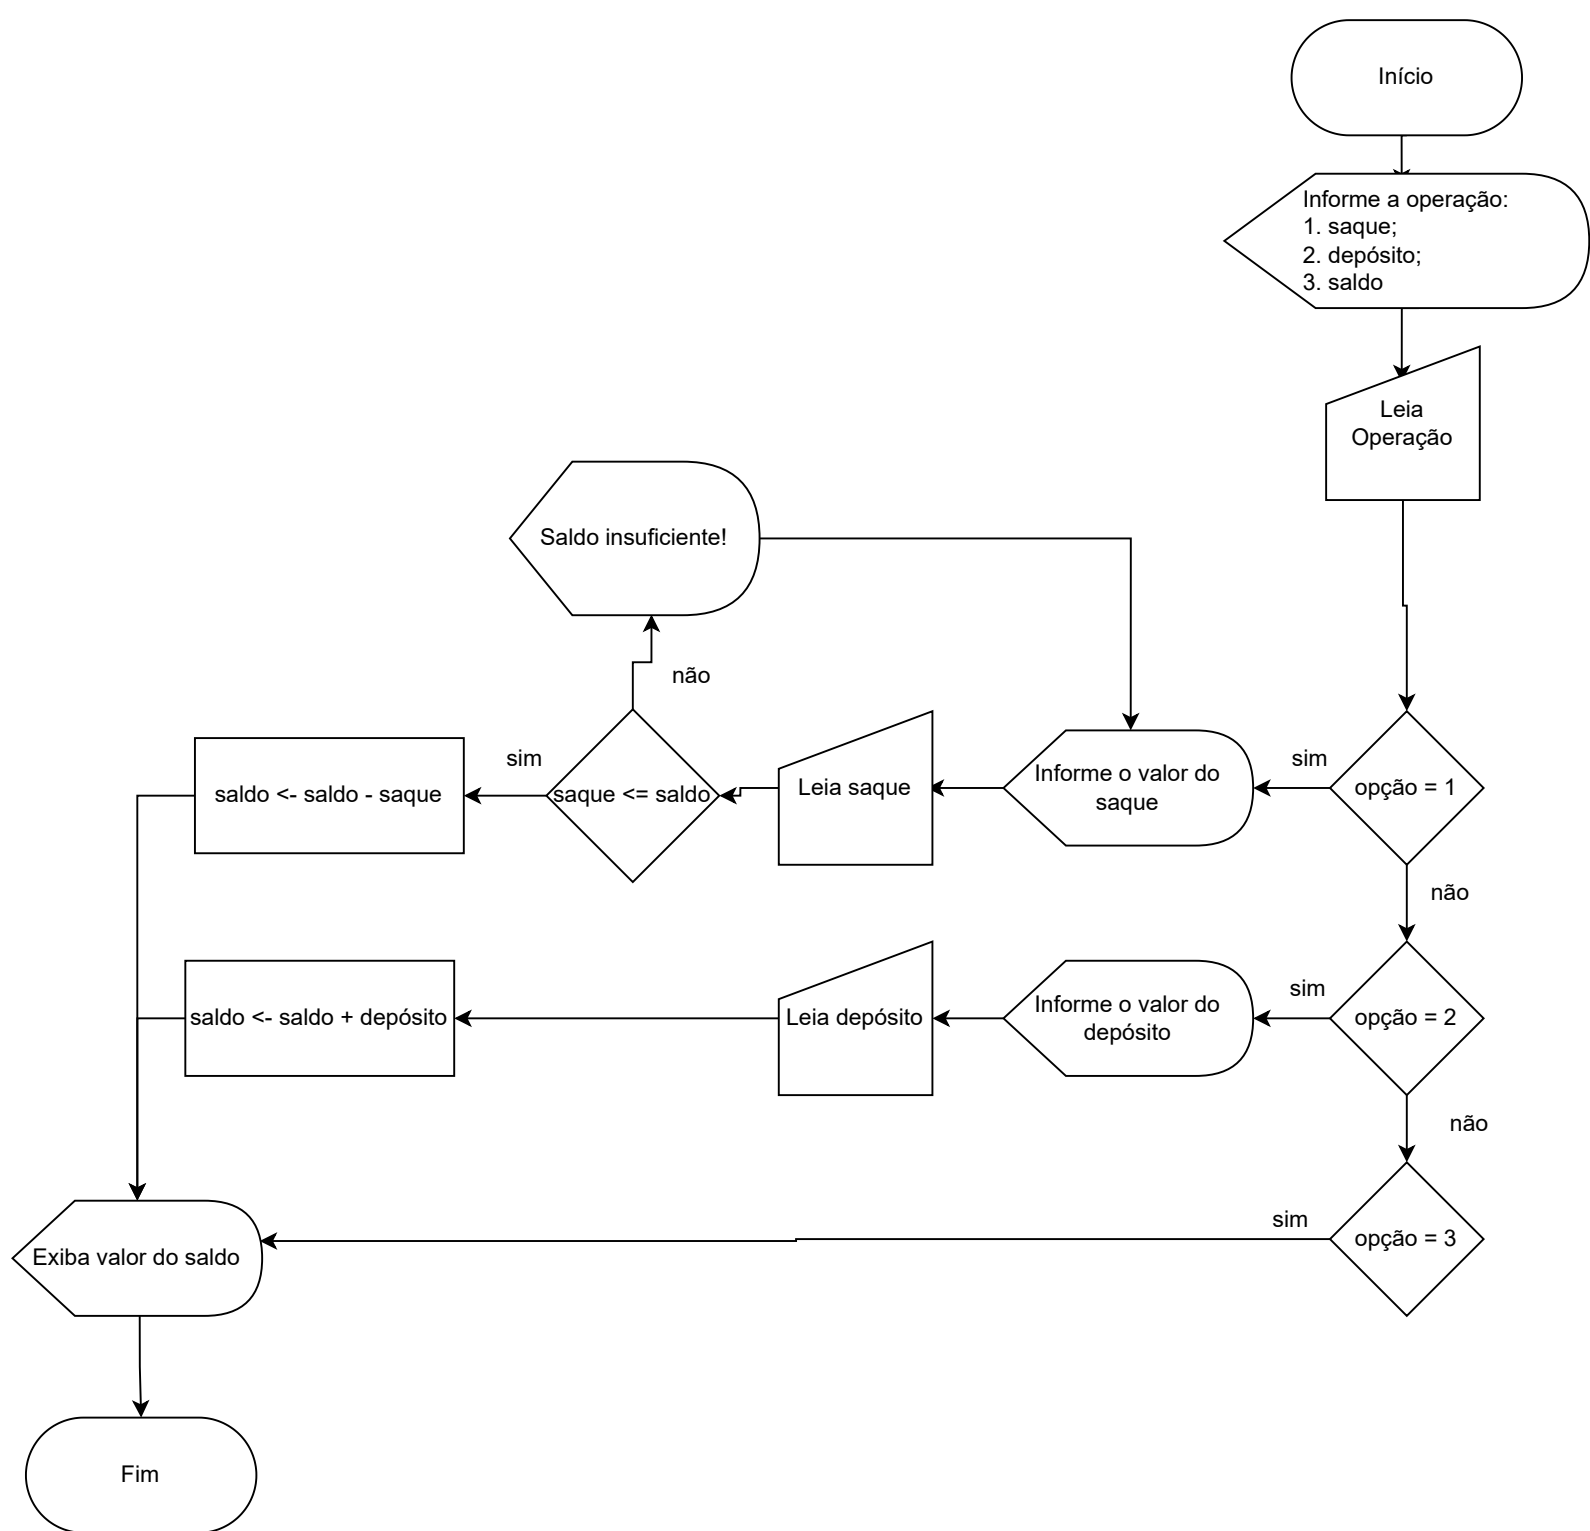 Início
Informe a operação:
1. saque;
2. depósito;
3. saldo
Leia
Operação
Saldo insuficiente!
não
saldo <- saldo - saque
sim
saque <= saldo
Leia saque
Informe o valor do
saque
sim
opção = 1
não
saldo <- saldo + depósito
Leia depósito
Informe o valor do
depósito
sim
opção = 2
não
Exiba valor do saldo
sim
opção = 3
Fim